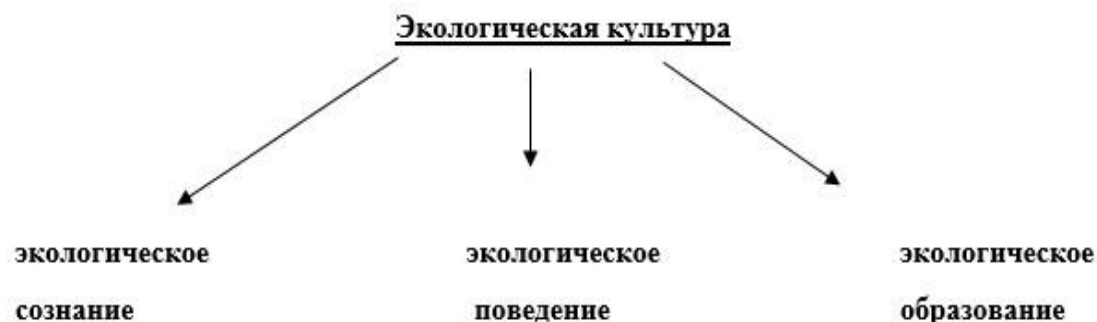 Экологическая культура
экологическое сознание
экологическое поведение
экологическое образование